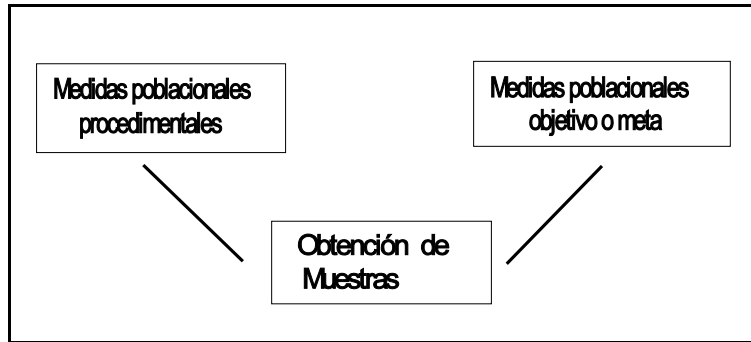 Medidas poblacionales
procedimentales
Medidas poblacionales
objetivo o meta
Obtención de
Muestras